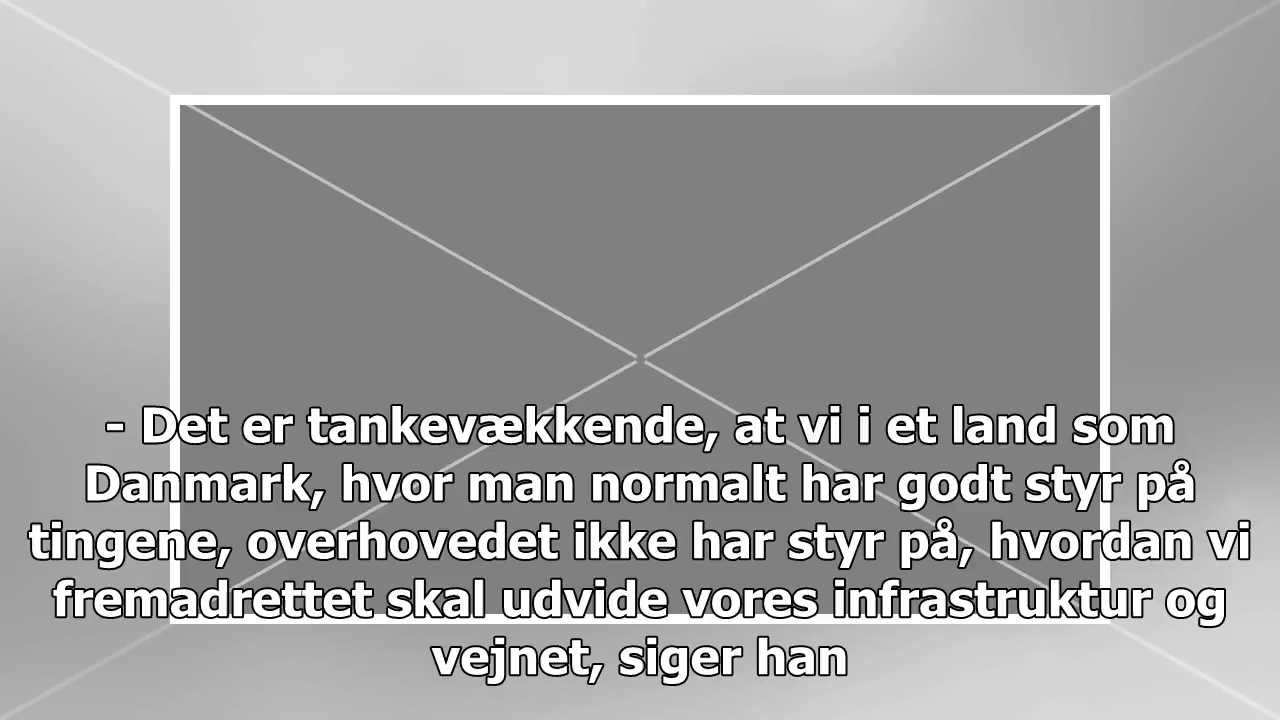 - Det er tankevækkende, at vi i et land som
Danmark, hvor man normalt har godt styr på
tingene, overhovedet ikke har styr på, hvordan vi
fremadrettet skal udvide vores infrastruktur og
vejnet, siger han